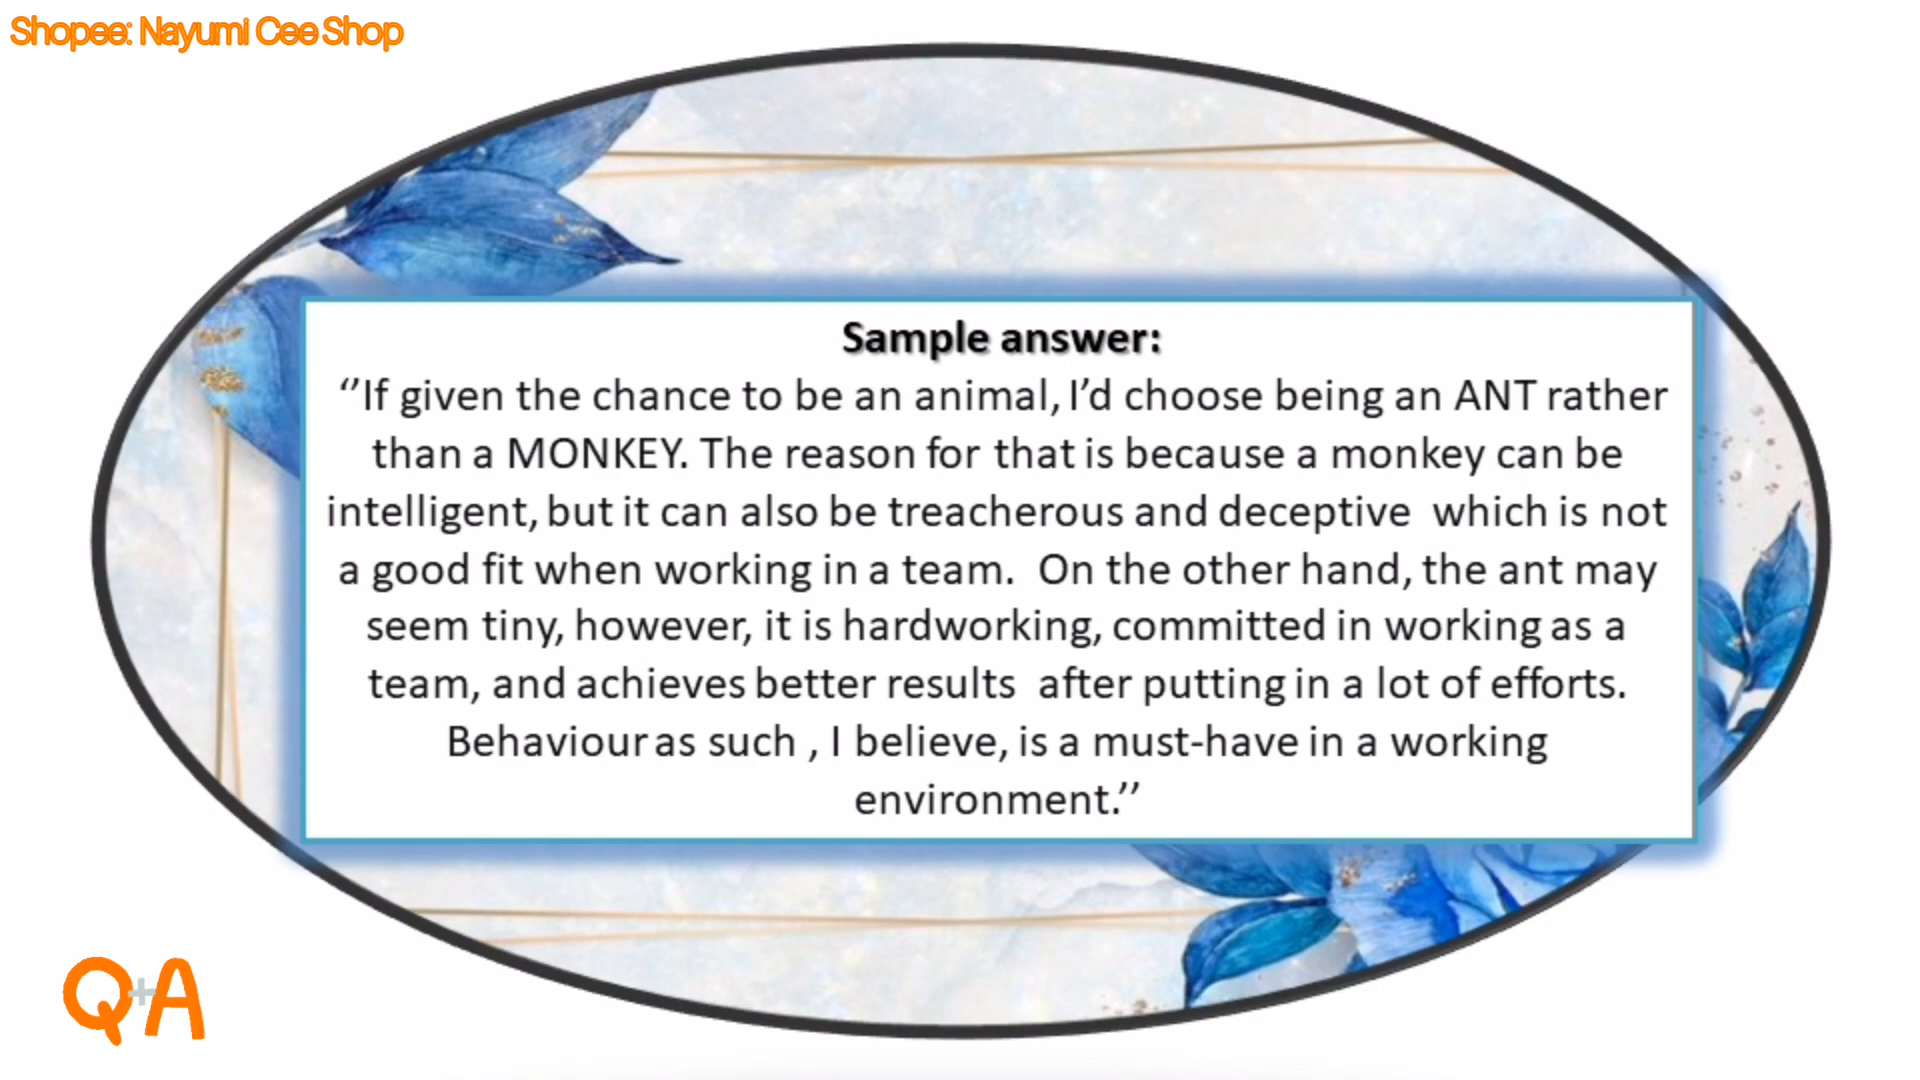 Shopee: Nayumi Cee Shop
Sample answer:
‘’If given the chance to be an animal, I’d choose being an ANT rather
than a MONKEY. The reason for that is because a monkey can be
intelligent, but it can also be treacherous and deceptive which is not
a good fit when working in a team. On the other hand, the ant may
seem tiny, however, it is hardworking, committed in working as a
team, and achieves better results after putting in a lot of efforts.
Behaviour as such , I believe, is a must-have in a working
environment.’’
Q+A